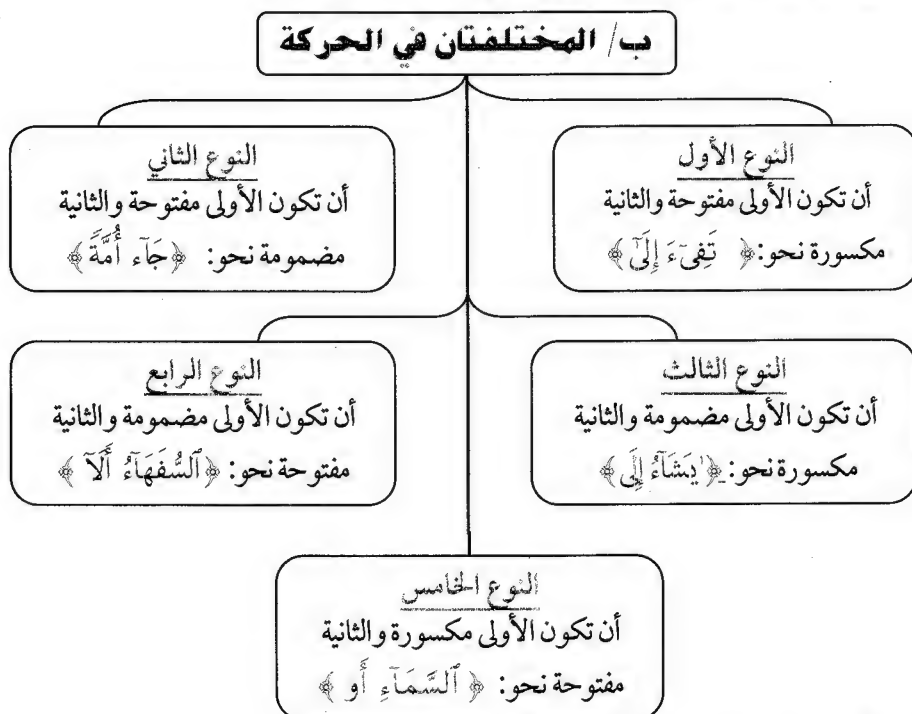 ب/ المختلفتان في الحركة
النوع الأول
أن تكون الأولى مفتوحة والثانية
مكسورة نحو: ﴿ تَفِىٓءَ إِلَىٰٓ ﴾
النوع الثاني
أن تكون الأولى مفتوحة والثانية
مضمومة نحو: ﴿جَآءَ أُمَّةً﴾
النوع الثالث
أن تكون الأولى مضمومة والثانية
مكسورة نحو: ﴿يَشَآءُ إِلَى﴾
النوع الرابع
أن تكون الأولى مضمومة والثانية
مفتوحة نحو: ﴿ٱلسُّفَهَآءُ أَلَآ ﴾
النوع الخامس
أن تكون الأولى مكسورة والثانية
مفتوحة نحو: ﴿ ٱلسَّمَآءِ أَو ﴾